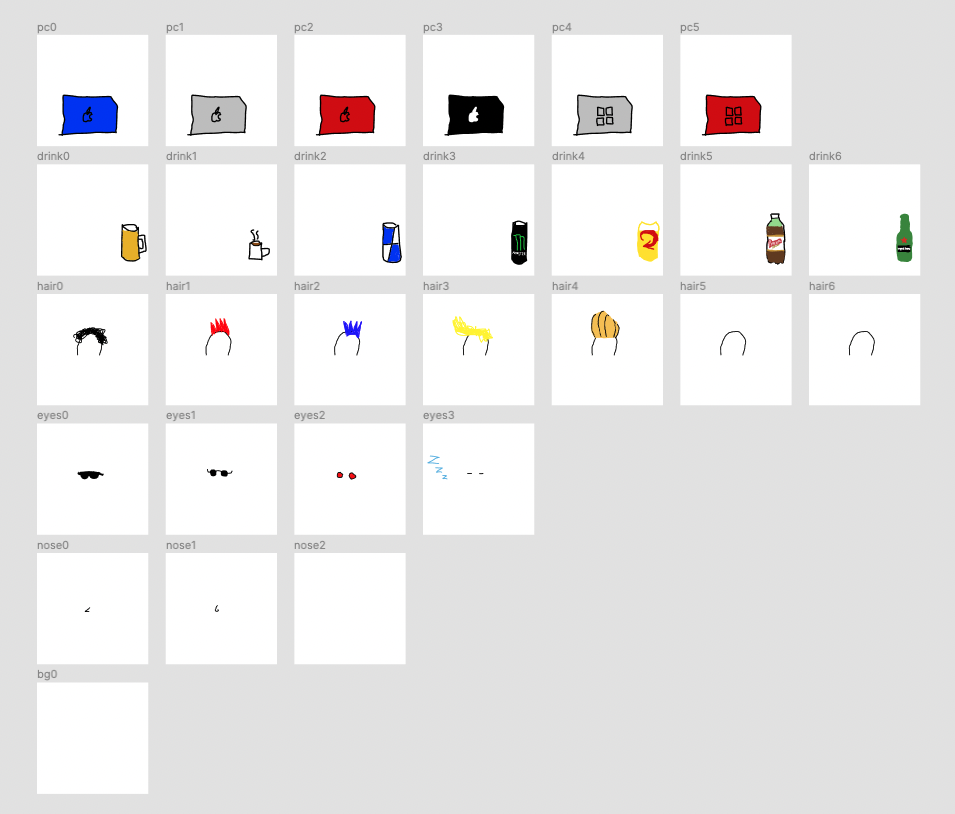 pc0 pc1 pc2 pc3 pc4 pc5
drink0 drink1 drink2 drink3 drink4 drink5 drink6
hair0 hair1 hair2 hair3 hair4 hair5 hair6
eyes0 eyes1 eyes2 eyes3
Z
Z
Z
nose0 nose1 nose2
bg0